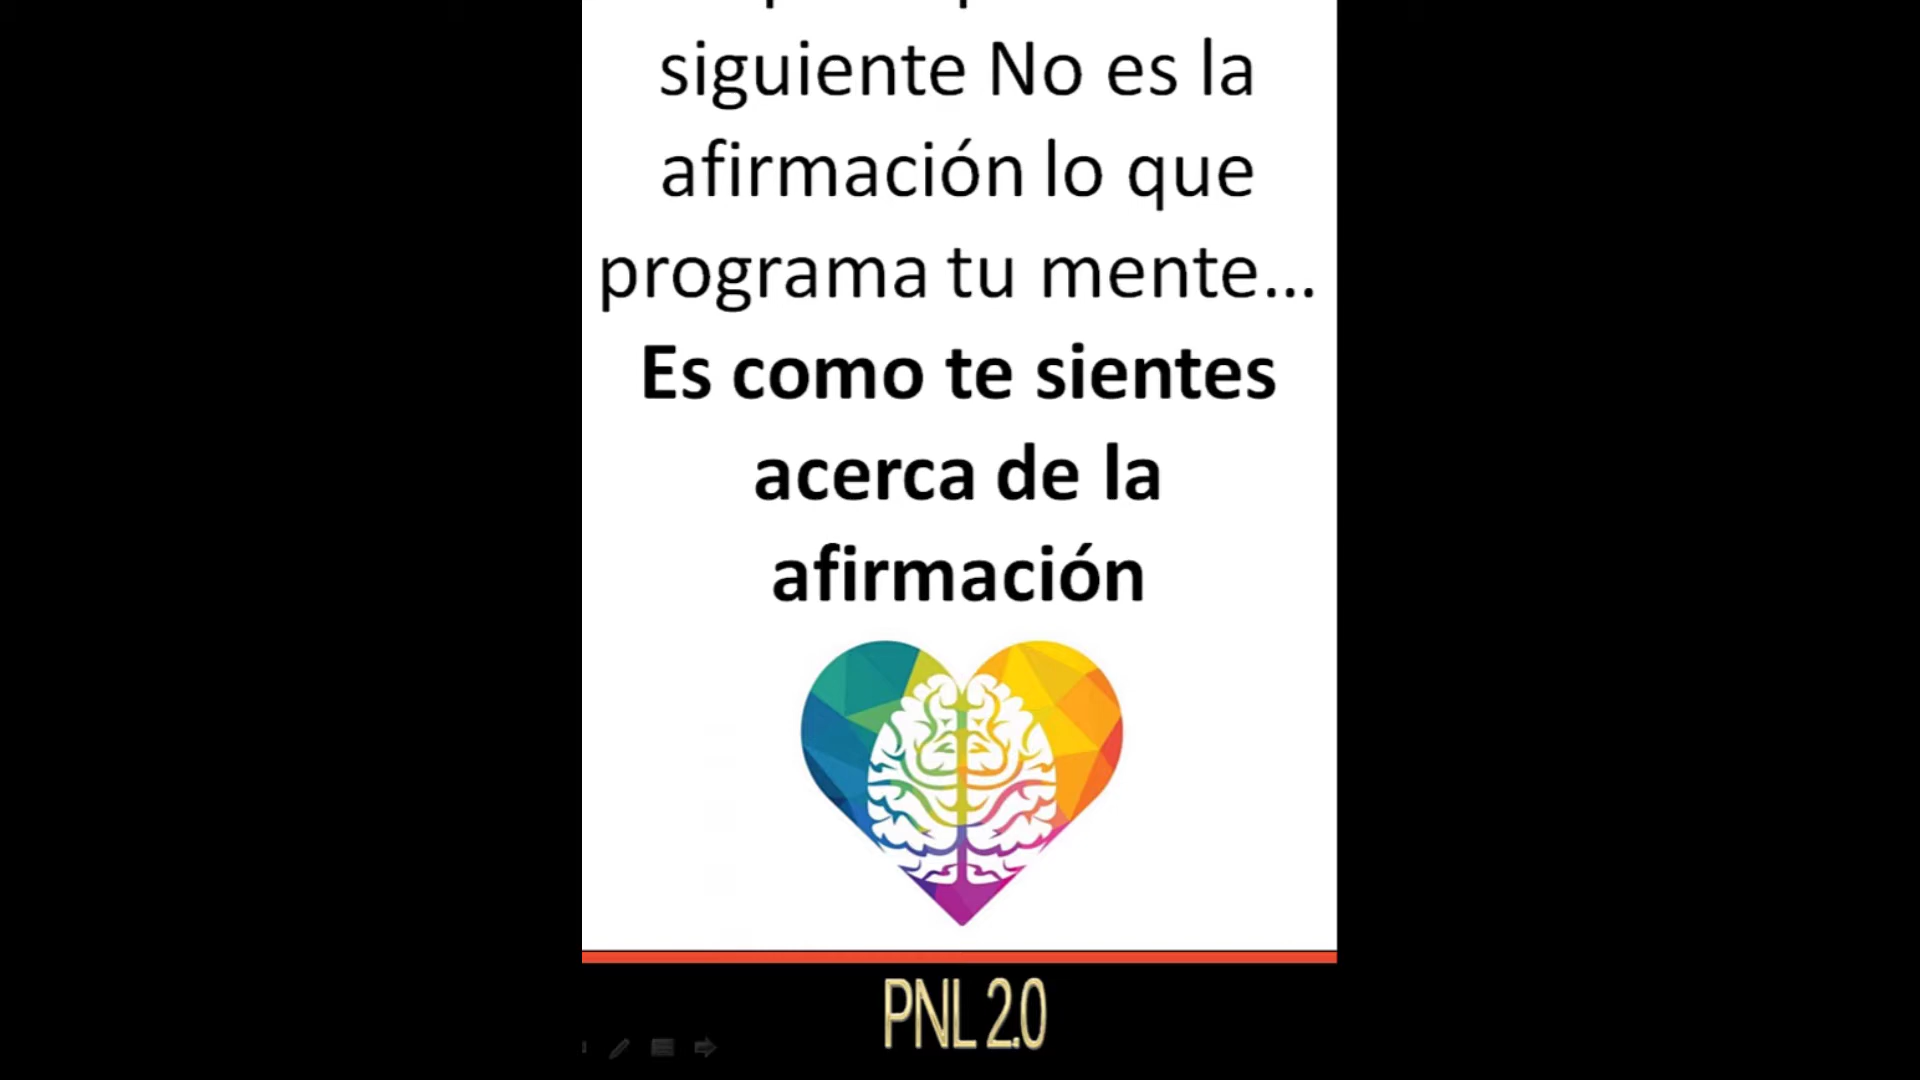 siguiente No es la
afirmación lo que
programa tu mente...
Es como te sientes
acerca de la
afirmación
PNL 2.0